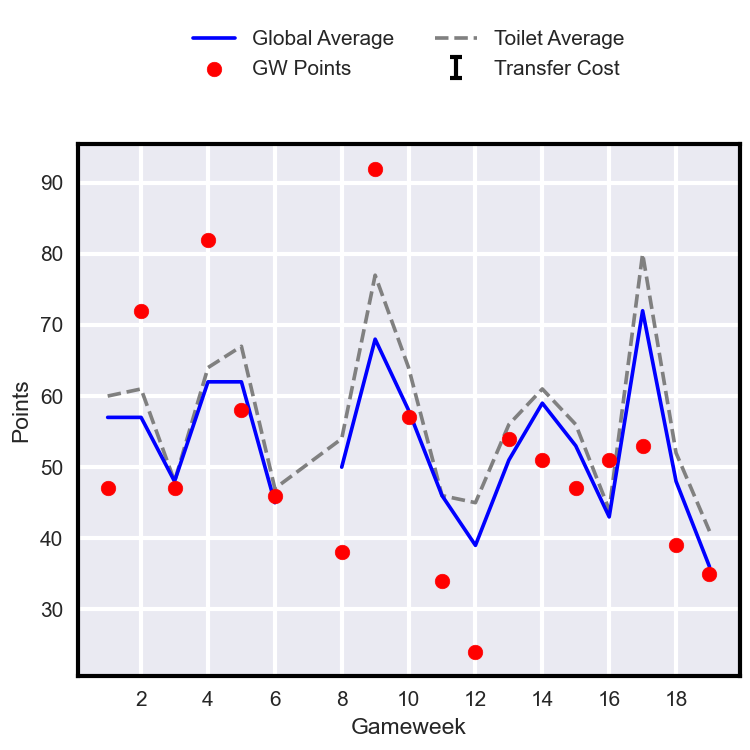 Global Average
Toilet Average
GW Points
Transfer Cost
90
80
70
60
50
40
30
Points
2 4 6 8 10 12 14 16 18
Gameweek